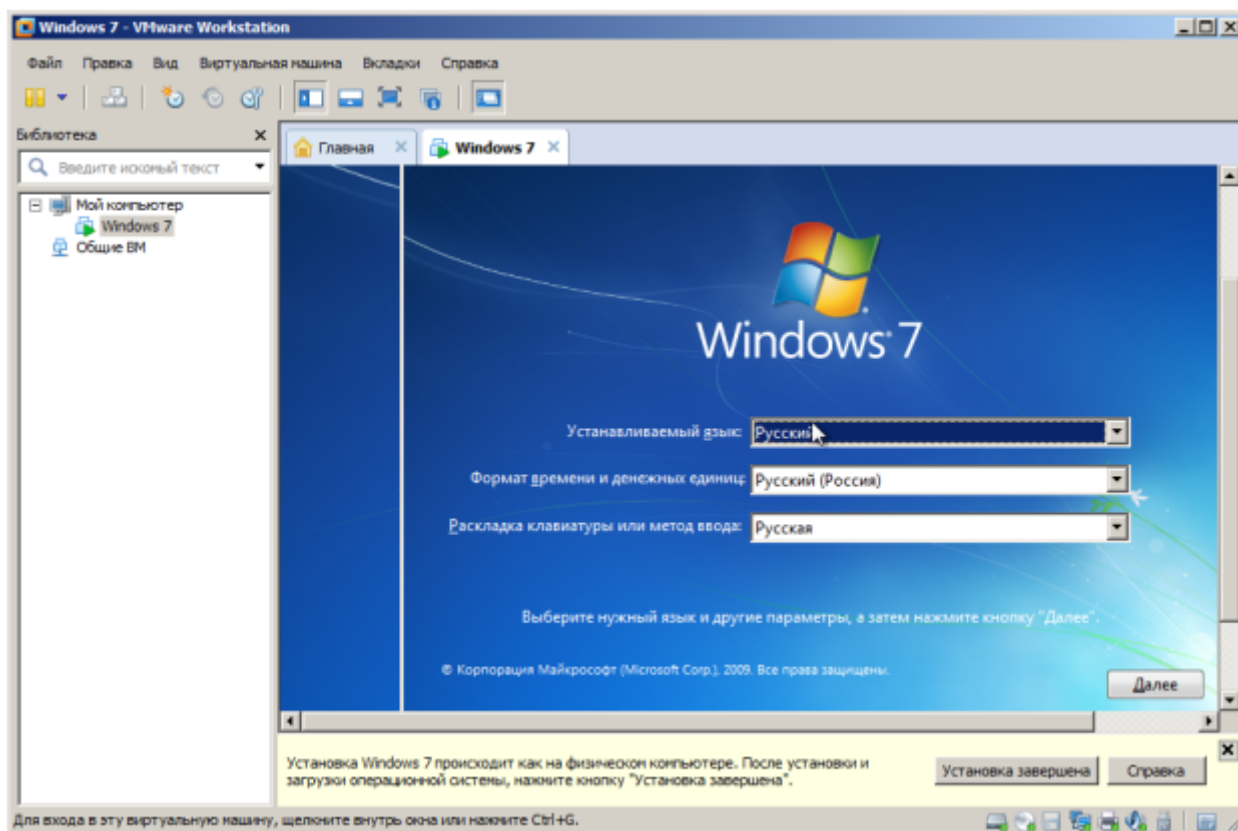 Windows 7 - VMware Workstation
Файл Правка Вид Виртуальная машина Вкладки Справка
Библиотека
Введите искомый текст
Мой компьютер
Windows 7
Общие ВМ
Главная
Windows 7
Windows 7
Устанавливаемый язык: Русский
Формат времени и денежных единиц: Русский (Россия)
Раскладка клавиатуры или метод ввода: Русская
Выберите нужный язык и другие параметры, а затем нажмите кнопку "Далее".
© Корпорация Майкрософт (Microsoft Corp.), 2009. Все права защищены.
Далее
Установка Windows 7 происходит как на физическом компьютере. После установки и
загрузки операционной системы, нажмите кнопку "Установка завершена".
Установка завершена
Справка
Для входа в эту виртуальную машину, щелкните внутрь окна или нажмите Ctrl+G.